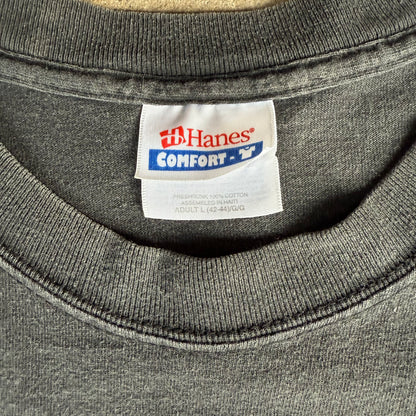 Hanes®
COMFORT-T
PRESHRUNK 100% COTTON
ASSEMBLED IN HAITI
ADULT L (42-44)/G/G